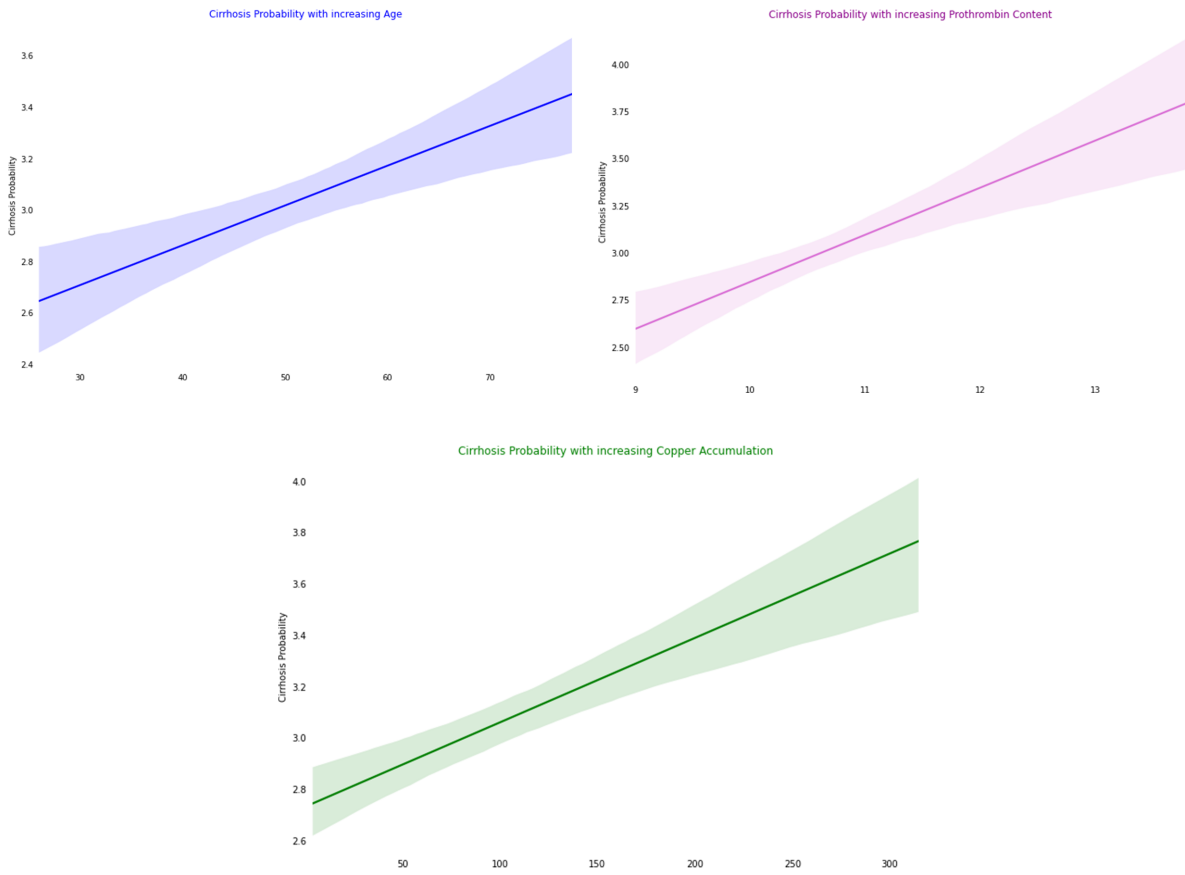 Cirrhosis Probability with increasing Age
Cirrhosis Probability
3.6
3.4
3.2
3.0
2.8
2.6
2.4
30 40 50 60 70
Cirrhosis Probability with increasing Prothrombin Content
Cirrhosis Probability
4.00
3.75
3.50
3.25
3.00
2.75
2.50
9 10 11 12 13
Cirrhosis Probability with increasing Copper Accumulation
Cirrhosis Probability
4.0
3.8
3.6
3.4
3.2
3.0
2.8
2.6
50 100 150 200 250 300